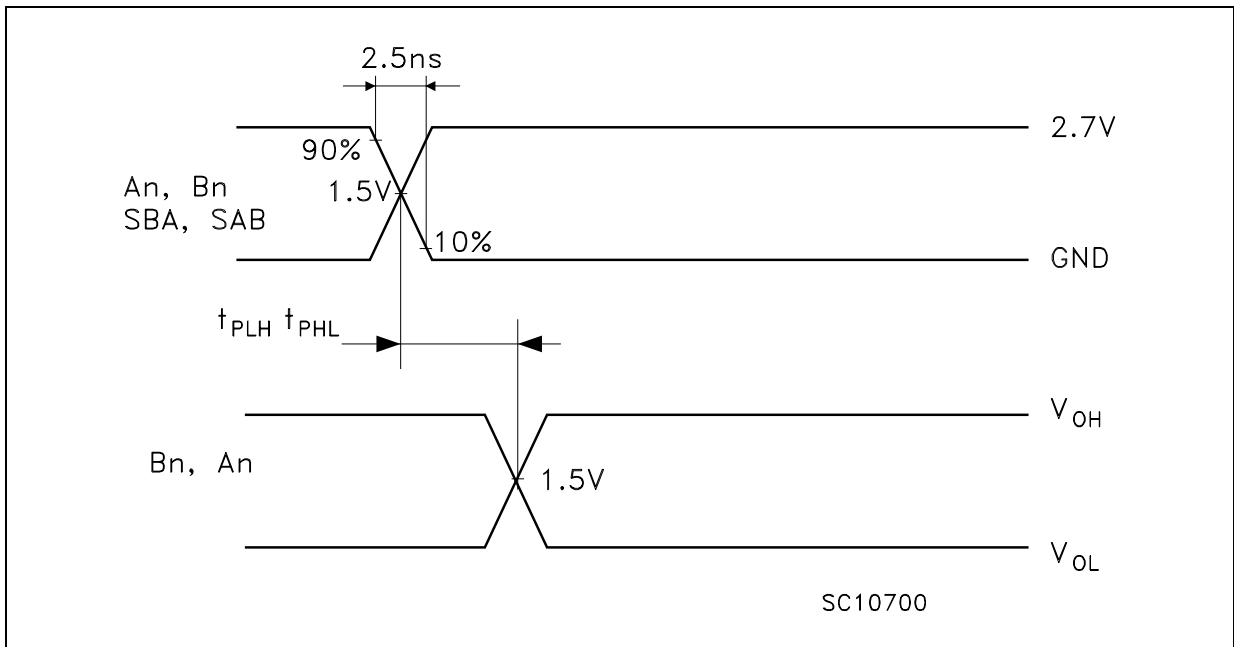 2.5ns
2.7V
90%
An, Bn
SBA, SAB
1.5V
10%
GND
tPLH tPHL
VOH
Bn, An
1.5V
VOL
SC10700